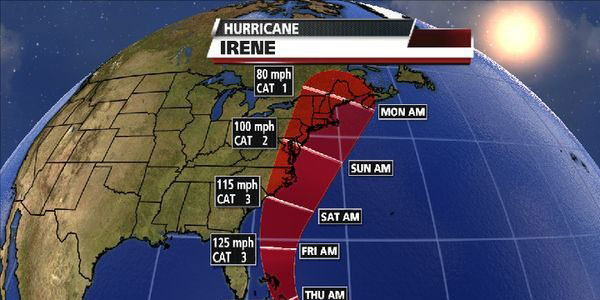 HURRICANE
IRENE
80 mph
CAT 1
MON AM
100 mph
CAT 2
SUN AM
115 mph
CAT 3
SAT AM
125 mph
CAT 3
FRI AM
THU AM